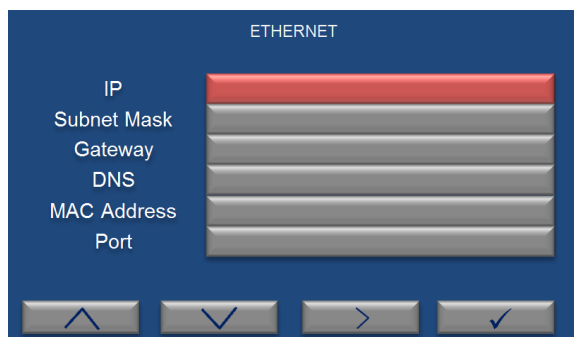 ETHERNET
IP
Subnet Mask
Gateway
DNS
MAC Address
Port